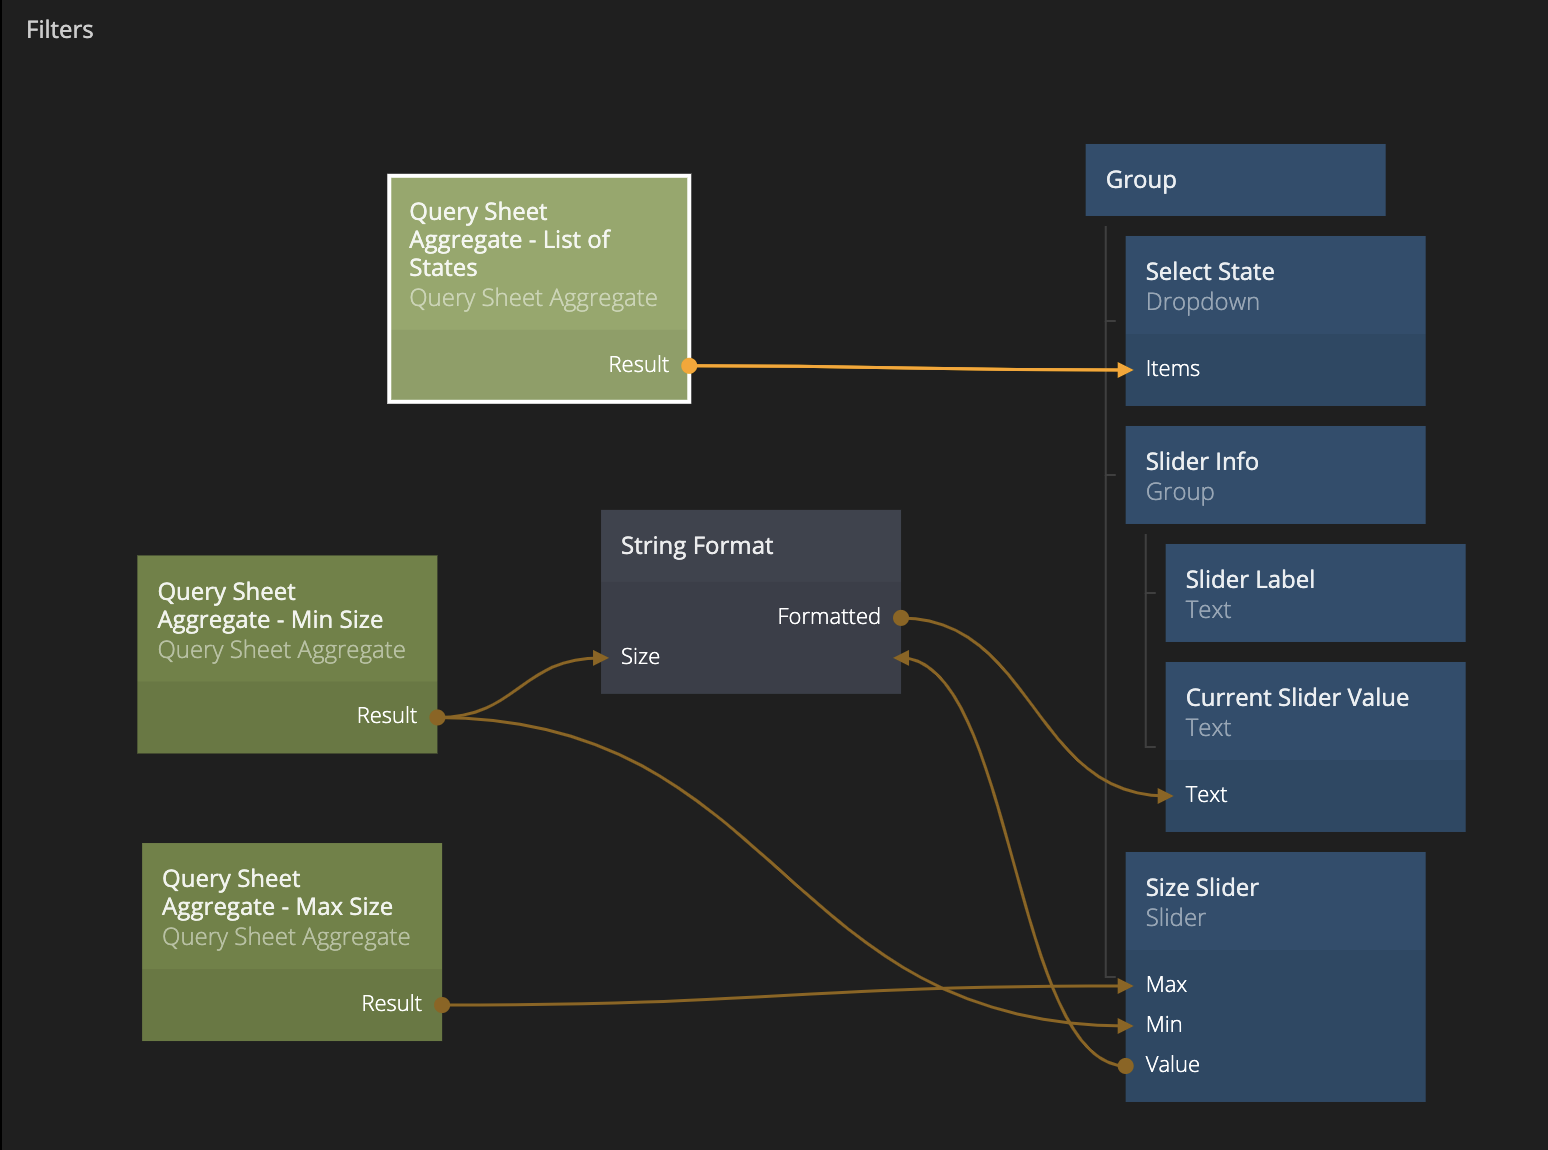 Filters
Group
Query Sheet
Aggregate - List of
States
Query Sheet Aggregate
Result
Select State
Dropdown
Items
Slider Info
Group
String Format
Formatted
Size
Slider Label
Text
Query Sheet
Aggregate - Min Size
Query Sheet Aggregate
Result
Current Slider Value
Text
Text
Query Sheet
Aggregate - Max Size
Query Sheet Aggregate
Result
Size Slider
Slider
Max
Min
Value